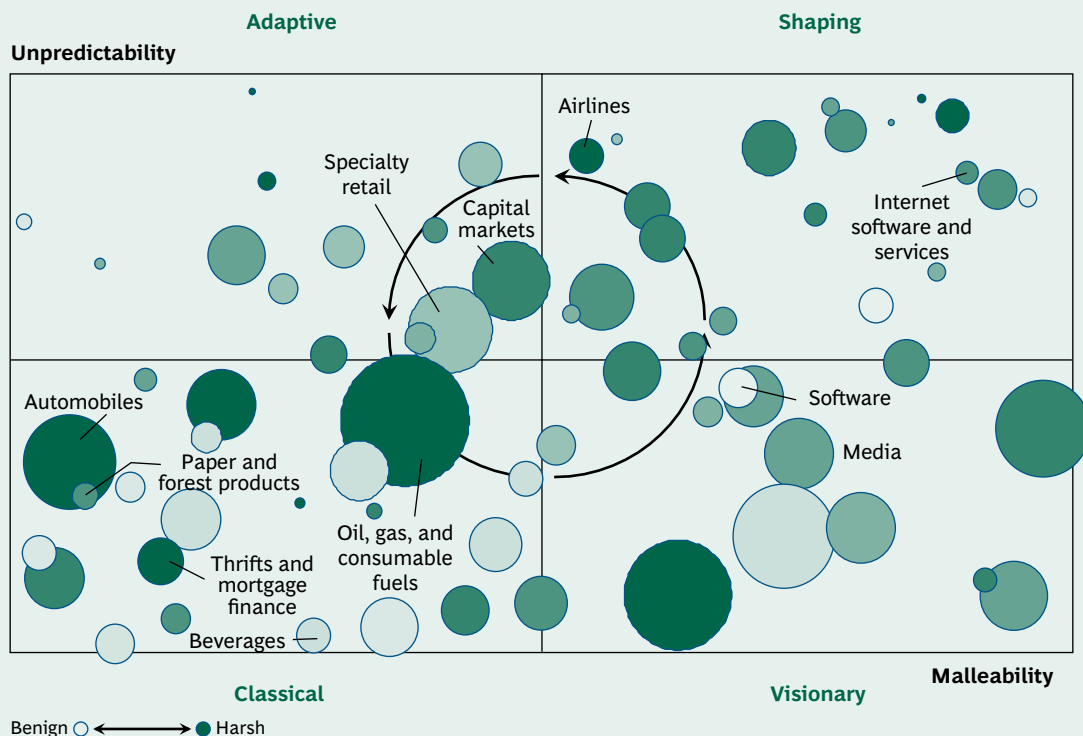 Adaptive
Shaping
Unpredictability
Airlines
Specialty
retail
Capital
markets
Internet
software and
services
Automobiles
Software
Paper and
forest products
Media
Oil, gas, and
consumable
fuels
Thrifts and
mortgage
finance
Beverages
Malleability
Classical
Visionary
Benign
Harsh